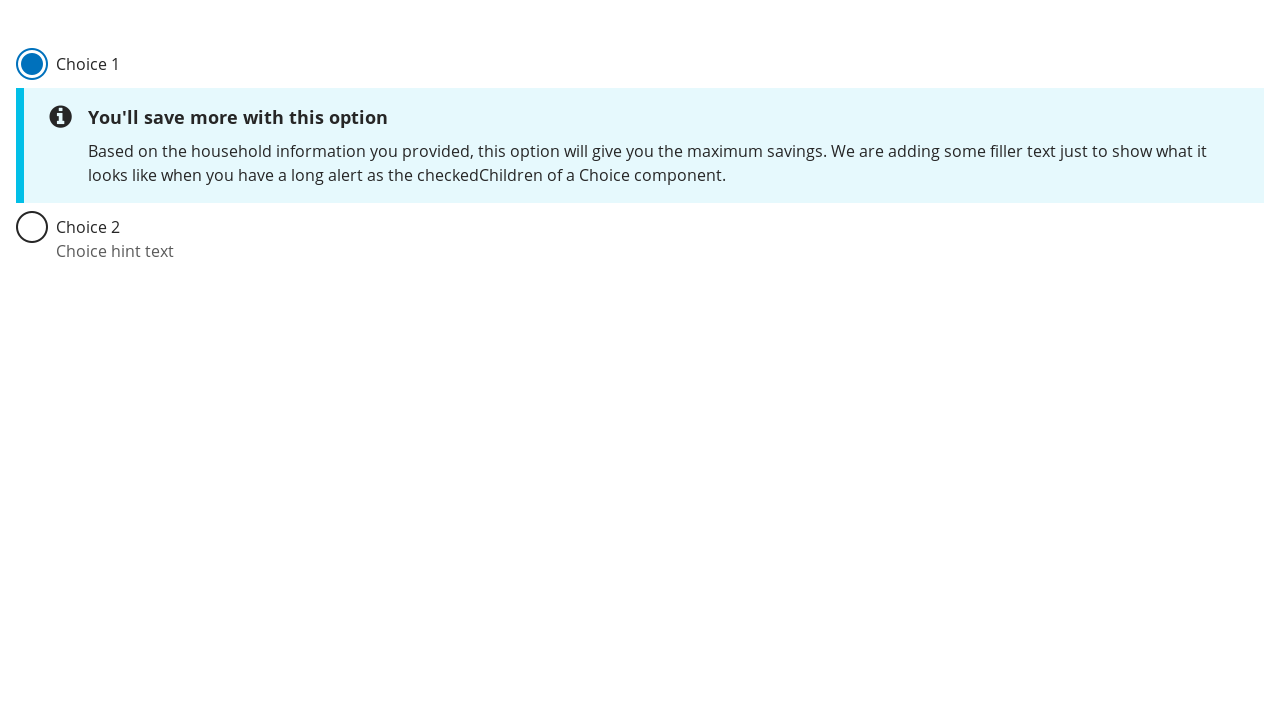 Choice 1
You'll save more with this option
Based on the household information you provided, this option will give you the maximum savings. We are adding some filler text just to show what it
looks like when you have a long alert as the checkedChildren of a Choice component.
Choice 2
Choice hint text